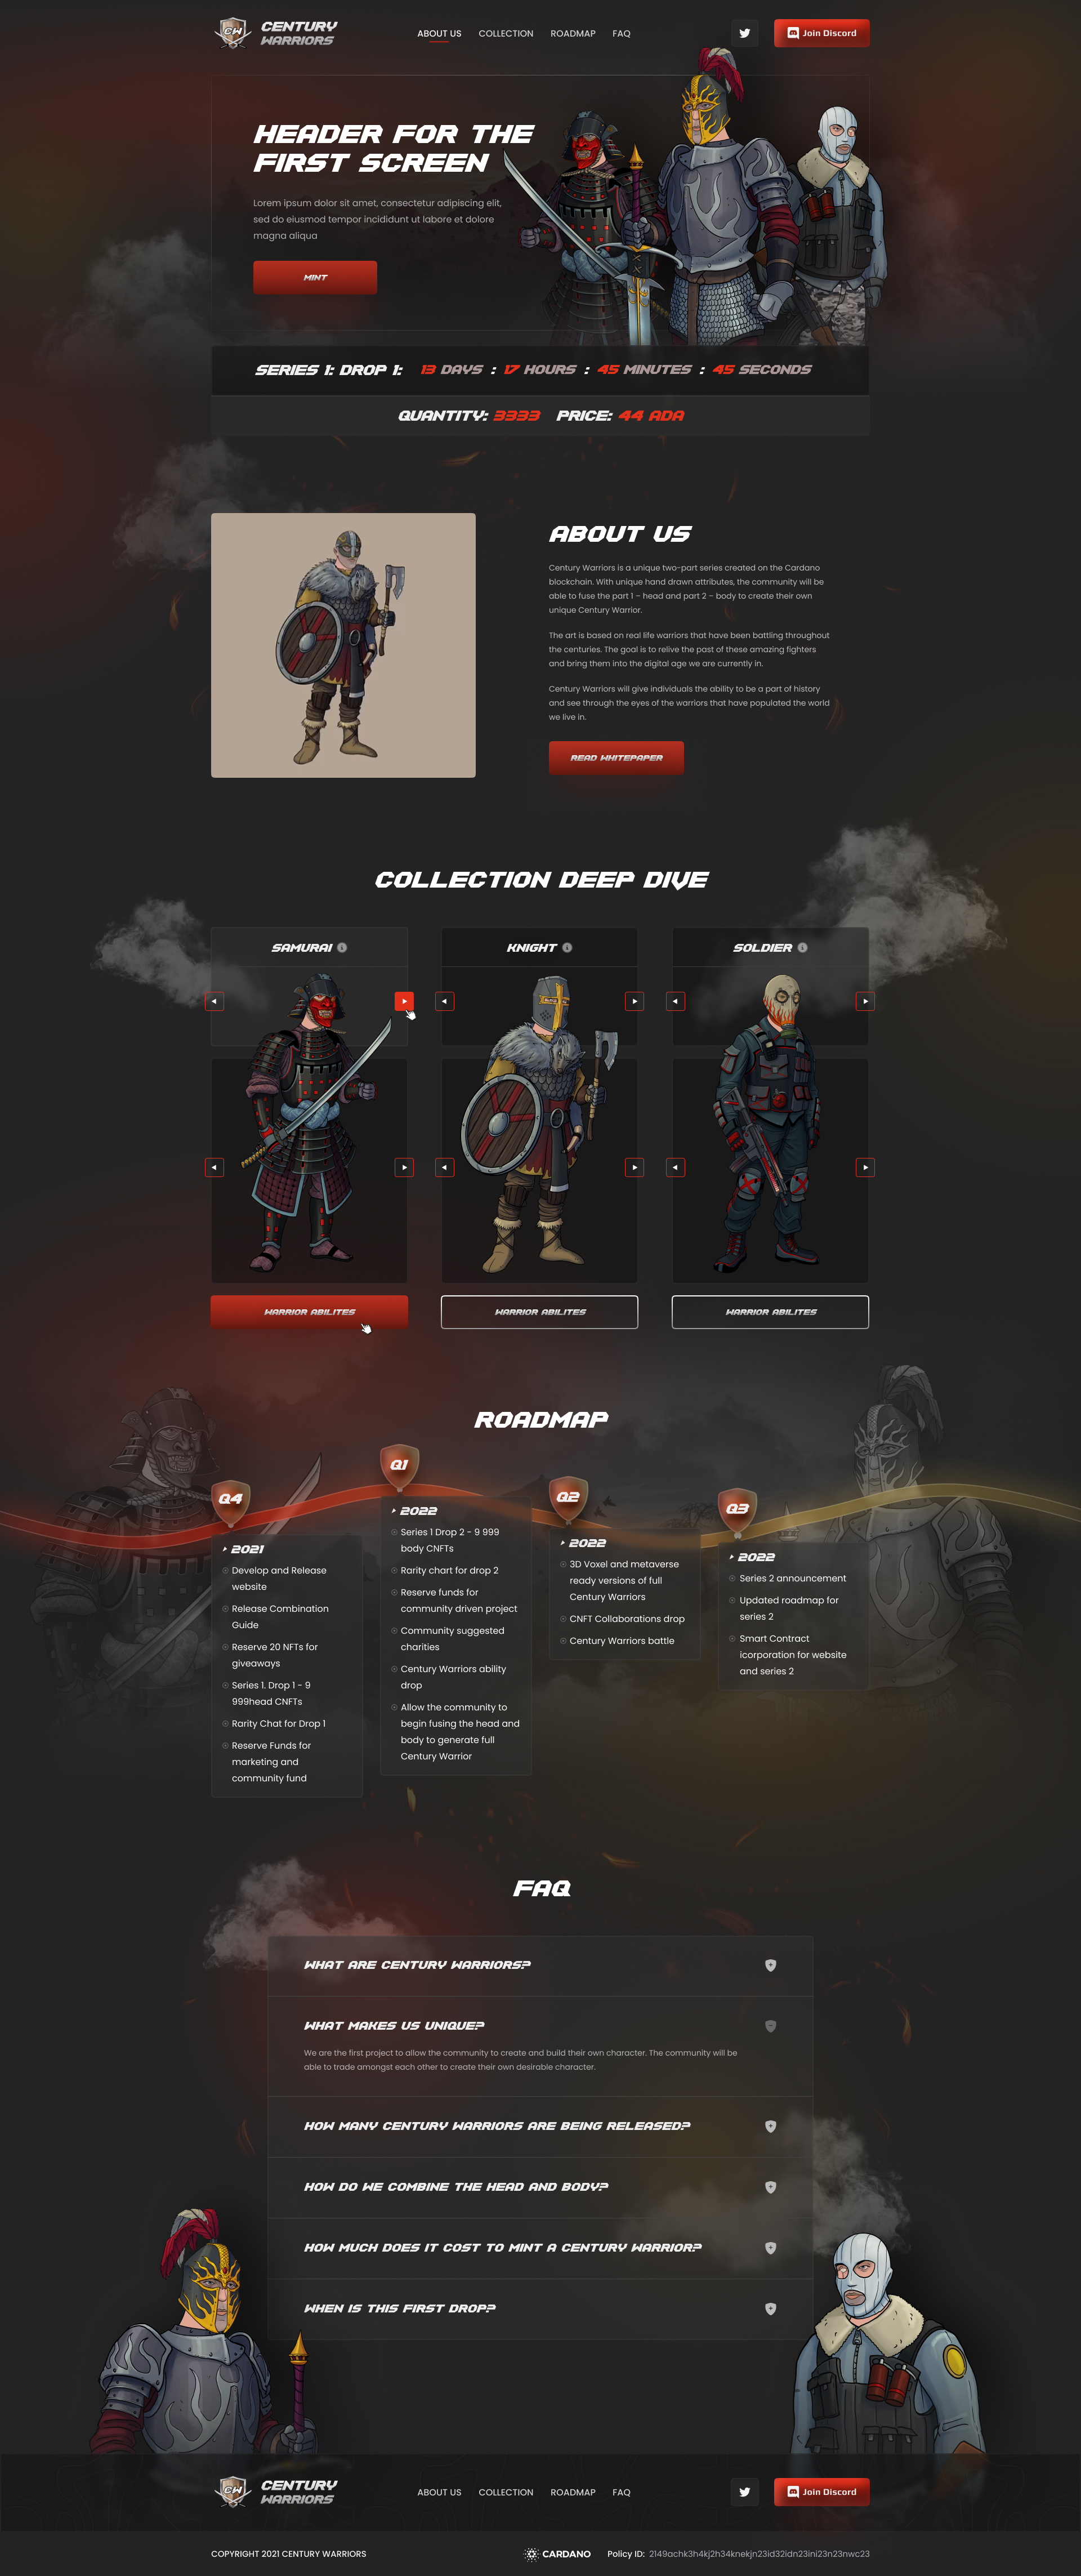 CW CENTURY
WARRIORS
ABOUT US COLLECTION ROADMAP FAQ
Join Discord
HEADER FOR THE
FIRST SCREEN
Lorem ipsum dolor sit amet, consectetur adipiscing elit,
sed do eiusmod tempor incididunt ut labore et dolore
magna aliqua
MINT
SERIES 1: DROP 1: 13 DAYS : 17 HOURS : 45 MINUTES : 45 SECONDS
QUANTITY: 3333 PRICE: 44 ADA
ABOUT US
Century Warriors is a unique two-part series created on the Cardano
blockchain. With unique hand drawn attributes, the community will be
able to fuse the part 1 – head and part 2 – body to create their own
unique Century Warrior.
The art is based on real life warriors that have been battling throughout
the centuries. The goal is to relive the past of these amazing fighters
and bring them into the digital age we are currently in.
Century Warriors will give individuals the ability to be a part of history
and see through the eyes of the warriors that have populated the world
we live in.
READ WHITEPAPER
COLLECTION DEEP DIVE
SAMURAI
KNIGHT
SOLDIER
WARRIOR ABILITES
WARRIOR ABILITES
WARRIOR ABILITES
ROADMAP
Q4
2021
Develop and Release
website
Release Combination
Guide
Reserve 20 NFTs for
giveaways
Series 1. Drop 1 - 9
999head CNFTs
Rarity Chat for Drop 1
Reserve Funds for
marketing and
community fund
Q1
2022
Series 1 Drop 2 - 9 999
body CNFTs
Rarity chart for drop 2
Reserve funds for
community driven project
Community suggested
charities
Century Warriors ability
drop
Allow the community to
begin fusing the head and
body to generate full
Century Warrior
Q2
2022
3D Voxel and metaverse
ready versions of full
Century Warriors
CNFT Collaborations drop
Century Warriors battle
Q3
2022
Series 2 announcement
Updated roadmap for
series 2
Smart Contract
icorporation for website
and series 2
FAQ
WHAT ARE CENTURY WARRIORS?
WHAT MAKES US UNIQUE?
We are the first project to allow the community to create and build their own character. The community will be
able to trade amongst each other to create their own desirable character.
HOW MANY CENTURY WARRIORS ARE BEING RELEASED?
HOW DO WE COMBINE THE HEAD AND BODY?
HOW MUCH DOES IT COST TO MINT A CENTURY WARRIOR?
WHEN IS THIS FIRST DROP?
CW CENTURY
WARRIORS
ABOUT US COLLECTION ROADMAP FAQ
Join Discord
COPYRIGHT 2021 CENTURY WARRIORS
CARDANO
Policy ID: 2149achk3h4kj2h34knekjn23id32idn23ini23n23nwc23